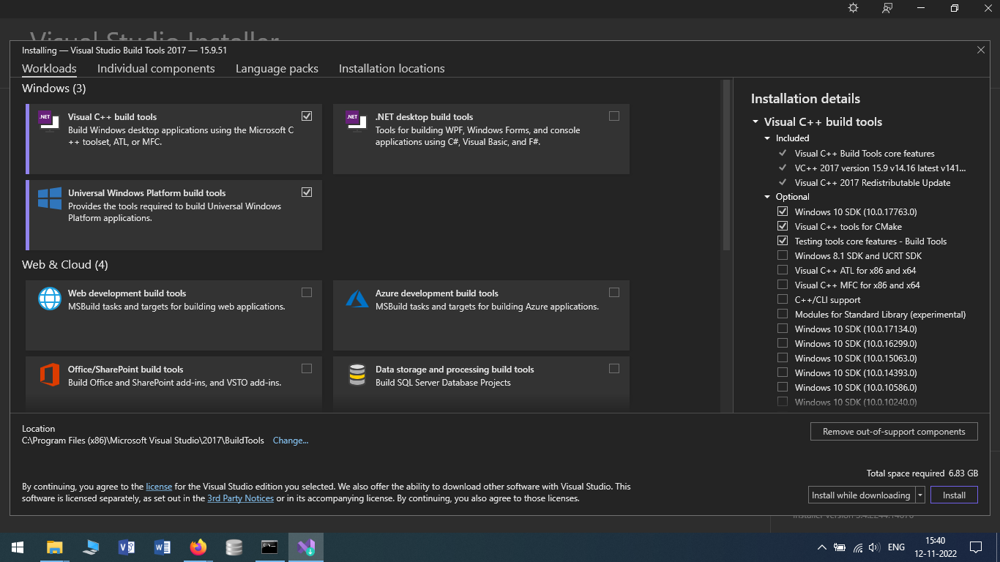 Visual Studio Installer
Installing — Visual Studio Build Tools 2017 — 15.9.51
Workloads
Individual components
Language packs
Installation locations
Windows (3)
.NET
Visual C++ build tools
Build Windows desktop applications using the Microsoft C
++ toolset, ATL, or MFC.
.NET
.NET desktop build tools
Tools for building WPF, Windows Forms, and console
applications using C#, Visual Basic, and F#.
Universal Windows Platform build tools
Provides the tools required to build Universal Windows
Platform applications.
Web & Cloud (4)
Web development build tools
MSBuild tasks and targets for building web applications.
Azure development build tools
MSBuild tasks and targets for building Azure applications.
Office/SharePoint build tools
Build Office and SharePoint add-ins, and VSTO add-ins.
Data storage and processing build tools
Build SQL Server Database Projects
Installation details
Visual C++ build tools
Included
Visual C++ Build Tools core features
VC++ 2017 version 15.9 v14.16 latest v141...
Visual C++ 2017 Redistributable Update
Optional
Windows 10 SDK (10.0.17763.0)
Visual C++ tools for CMake
Testing tools core features - Build Tools
Windows 8.1 SDK and UCRT SDK
Visual C++ ATL for x86 and x64
Visual C++ MFC for x86 and x64
C++/CLI support
Modules for Standard Library (experimental)
Windows 10 SDK (10.0.17134.0)
Windows 10 SDK (10.0.16299.0)
Windows 10 SDK (10.0.15063.0)
Windows 10 SDK (10.0.14393.0)
Windows 10 SDK (10.0.10586.0)
Windows 10 SDK (10.0.10240.0)
Location
C:\Program Files (x86)\Microsoft Visual Studio\2017\BuildTools Change...
Remove out-of-support components
Total space required 6.83 GB
By continuing, you agree to the license for the Visual Studio edition you selected. We also offer the ability to download other software with Visual Studio. This
software is licensed separately, as set out in the 3rd Party Notices or in its accompanying license. By continuing, you also agree to those licenses.
Install while downloading
Install
Installer version
ENG
15:40
12-11-2022